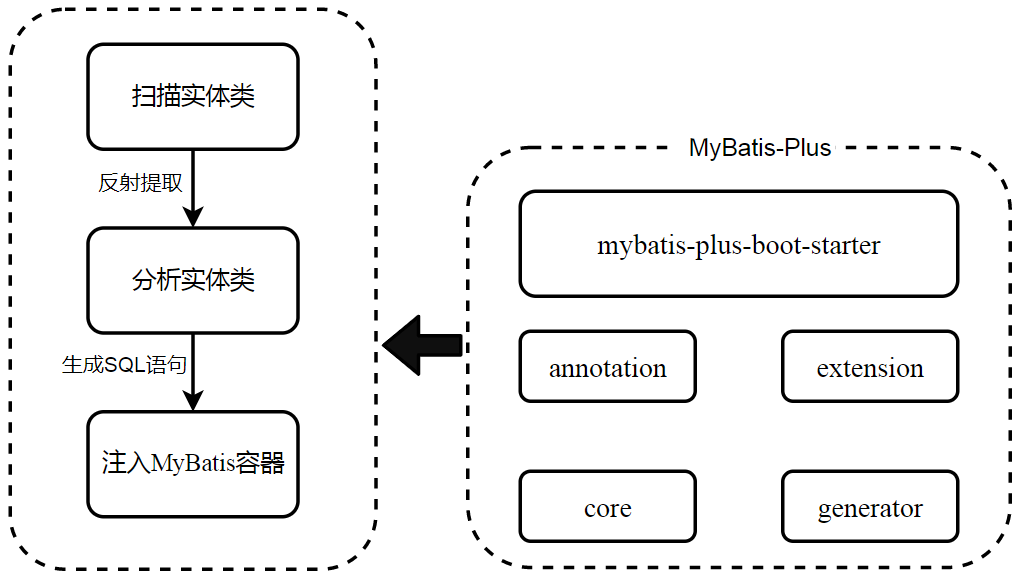 扫描实体类
反射提取
分析实体类
生成SQL语句
注入MyBatis容器
MyBatis-Plus
mybatis-plus-boot-starter
annotation
extension
core
generator